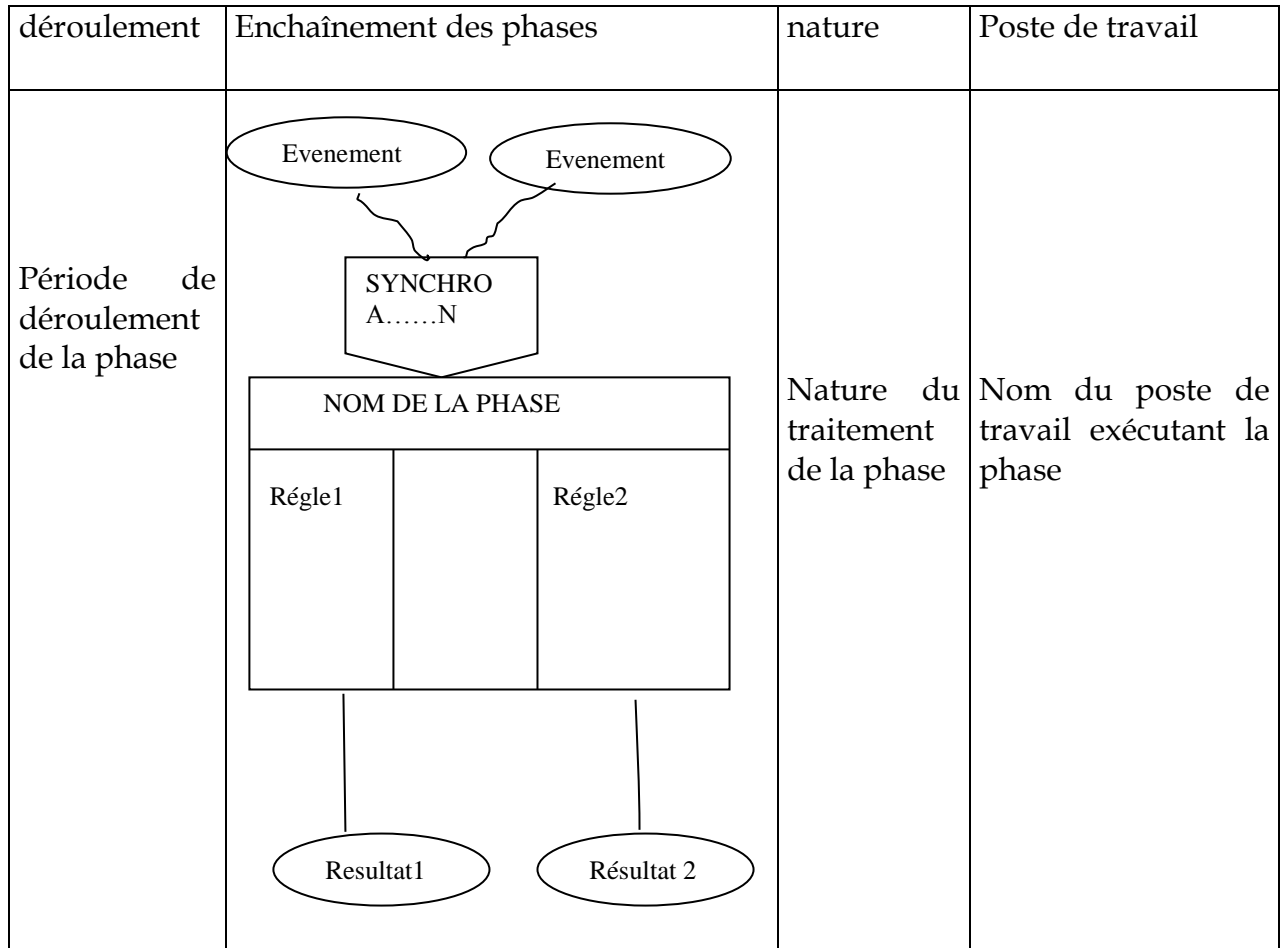 déroulement
Enchaînement des phases
nature
Poste de travail
Evenement
Evenement
Période de
déroulement
de la phase
SYNCHRO
A……N
NOM DE LA PHASE
Régle1
Régle2
Nature du
traitement
de la phase
Nom du poste de
travail exécutant la
phase
Resultat1
Résultat 2